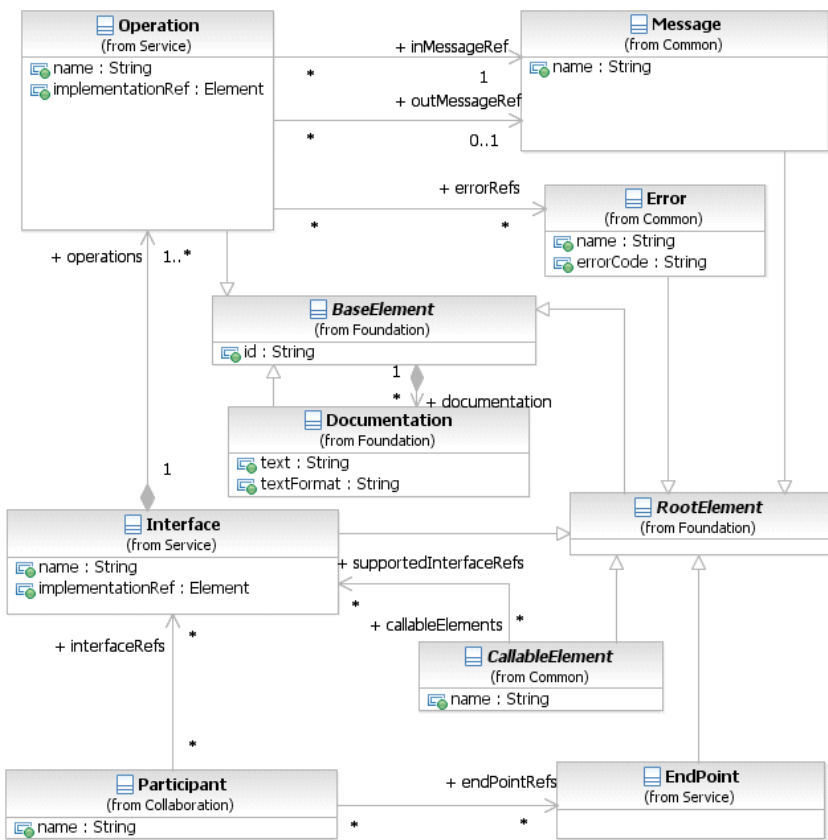 Operation
(from Service)
name : String
implementationRef : Element
+ inMessageRef
*
1
+ outMessageRef
*
0..1
Message
(from Common)
name : String
+ errorRefs
*
*
Error
(from Common)
name : String
errorCode : String
+ operations
1..*
BaseElement
(from Foundation)
id : String
1
*
+ documentation
Documentation
(from Foundation)
text : String
textFormat : String
1
Interface
(from Service)
name : String
implementationRef : Element
RootElement
(from Foundation)
+ supportedInterfaceRefs
*
+ callableElements
*
+ interfaceRefs
*
CallableElement
(from Common)
name : String
*
Participant
(from Collaboration)
name : String
+ endPointRefs
*
*
EndPoint
(from Service)